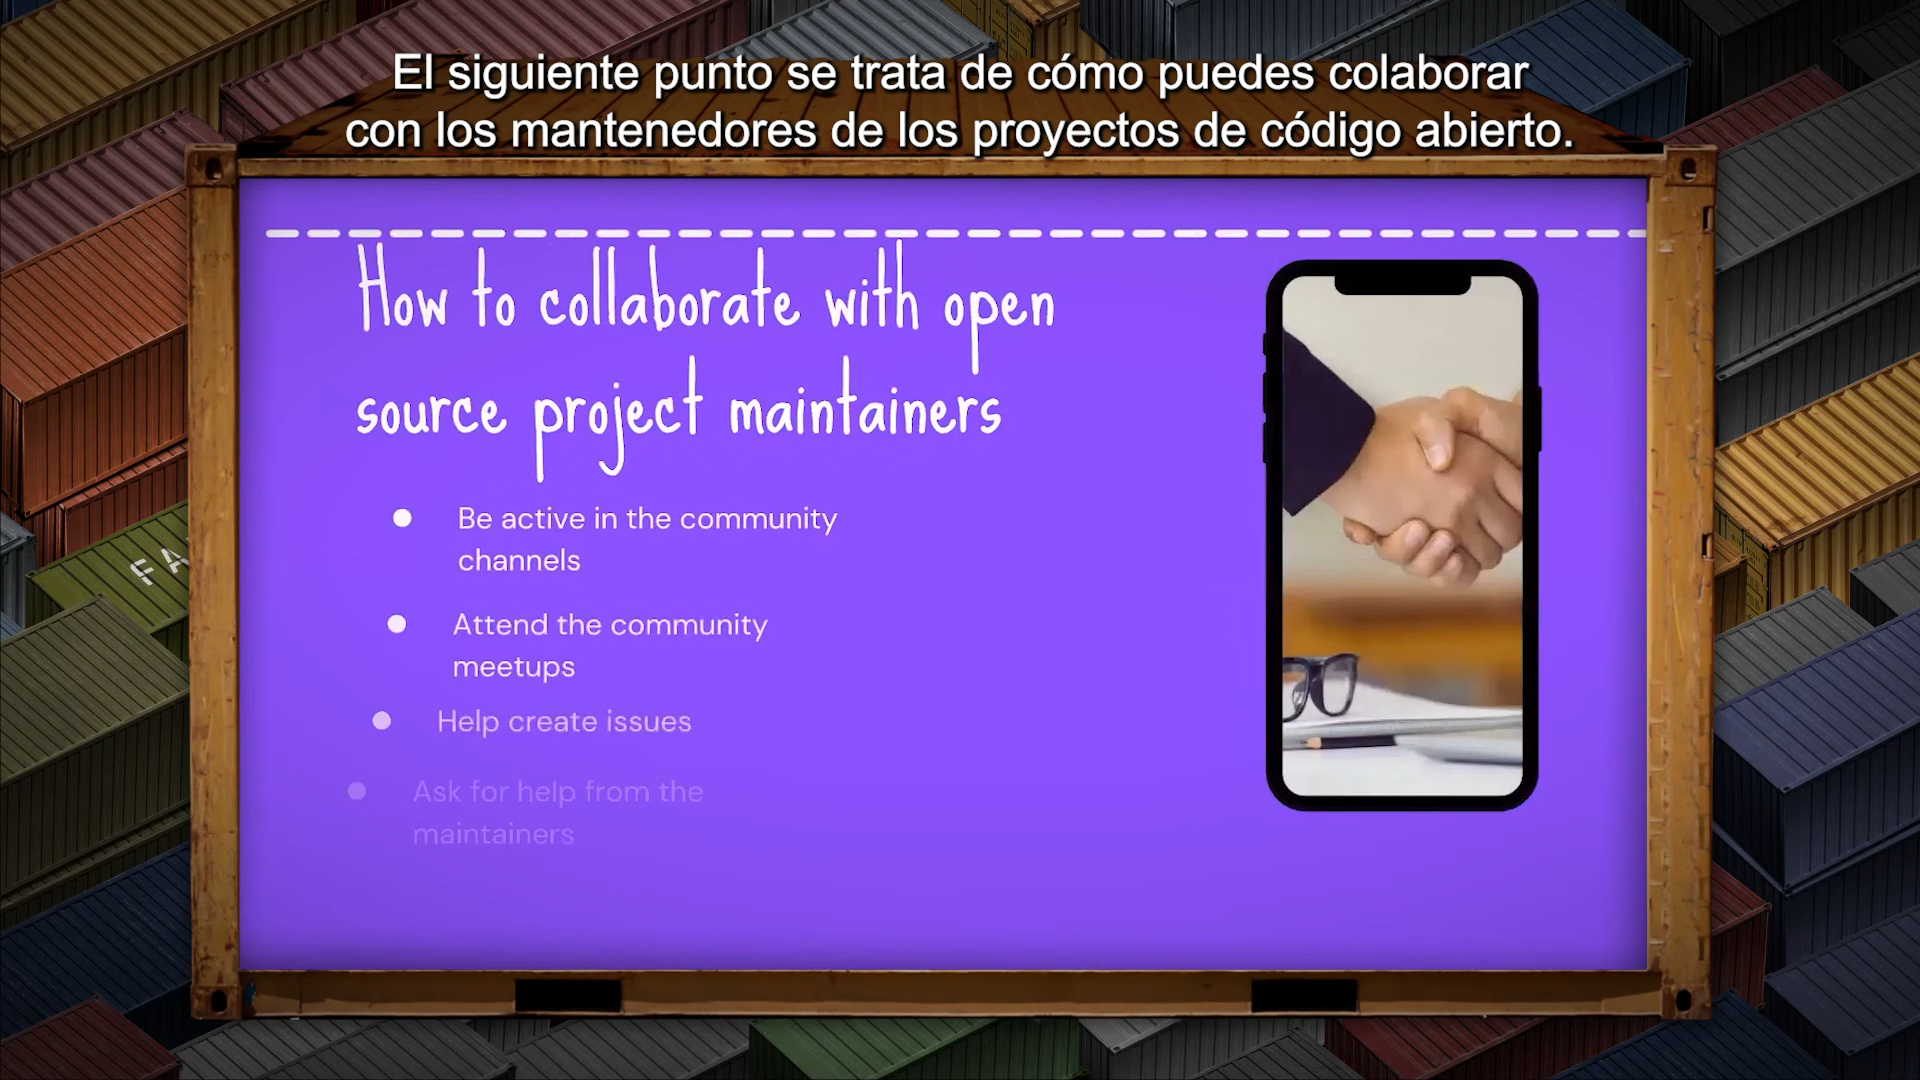 El siguiente punto se trata de cómo puedes colaborar
con los mantenedores de los proyectos de código abierto.
How to collaborate with open
source project maintainers
Be active in the community
channels
Attend the community
meetups
Help create issues
Ask for help from the
maintainers